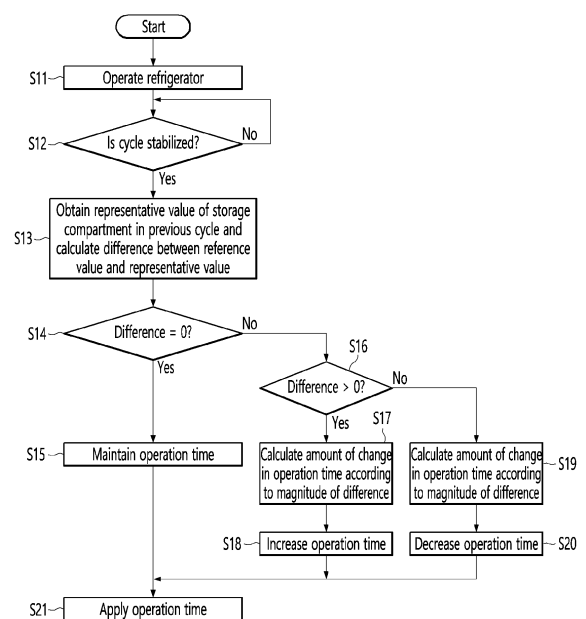 Start
S11
Operate refrigerator
S12
Is cycle stabilized?
No
Yes
S13
Obtain representative value of storage
compartment in previous cycle and
calculate difference between reference
value and representative value
S14
Difference = 0?
No
Yes
S16
Difference > 0?
No
Yes
S15
Maintain operation time
S17
Calculate amount of change
in operation time according
to magnitude of difference
Calculate amount of change
in operation time according
to magnitude of difference
S19
S18
Increase operation time
Decrease operation time
S20
S21
Apply operation time